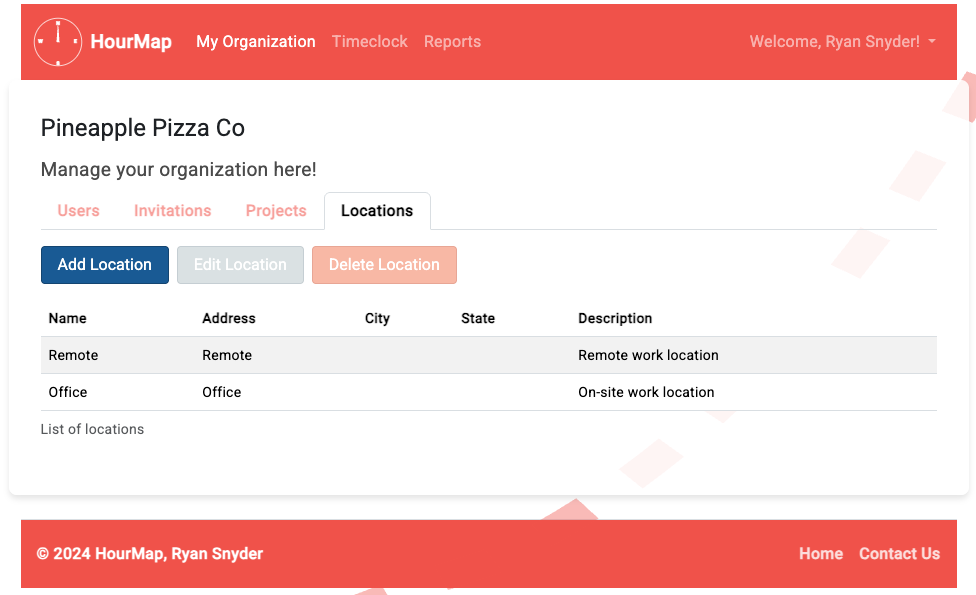 HourMap My Organization Timeclock Reports Welcome, Ryan Snyder!
Pineapple Pizza Co
Manage your organization here!
Users Invitations Projects Locations
Add Location Edit Location Delete Location
Name Address City State Description
Remote Remote Remote work location
Office Office On-site work location
List of locations
© 2024 HourMap, Ryan Snyder Home Contact Us